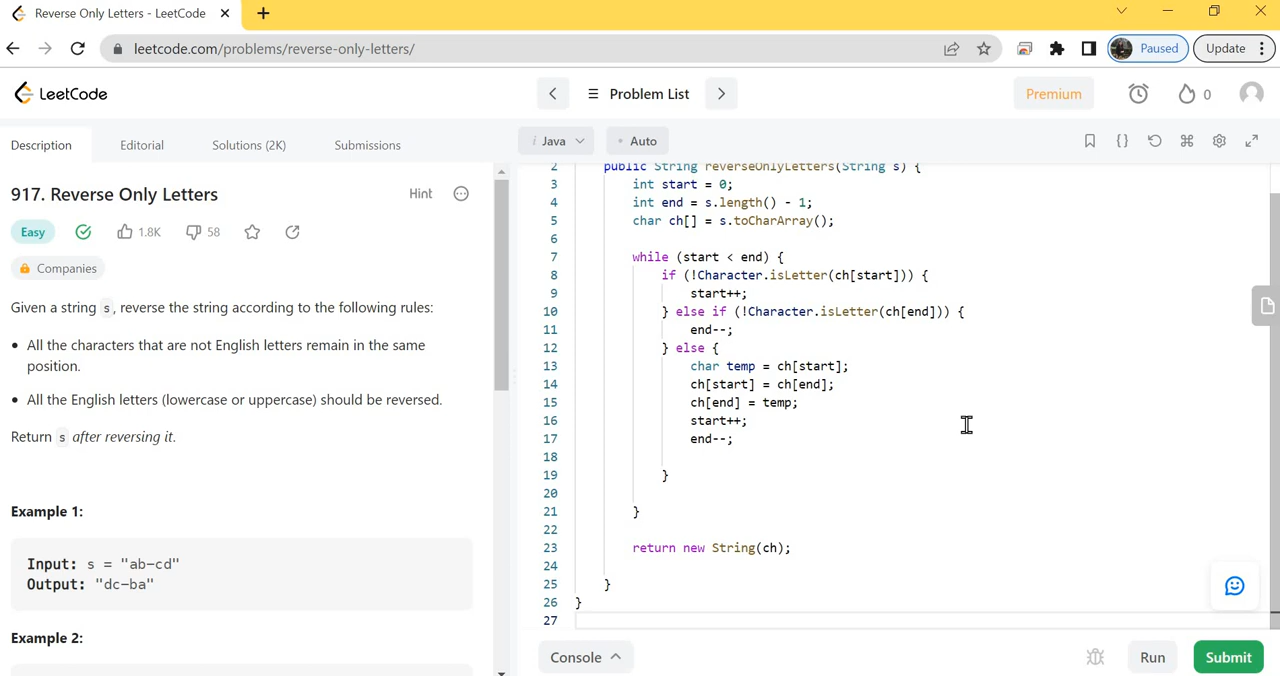 Reverse Only Letters - LeetCode
leetcode.com/problems/reverse-only-letters/
Paused
Update
LeetCode
Problem List
Premium
0
Description
Editorial
Solutions (2K)
Submissions
i Java
Auto
917. Reverse Only Letters
Hint
Easy
1.8K
58
Companies
Given a string s, reverse the string according to the following rules:
All the characters that are not English letters remain in the same
position.
All the English letters (lowercase or uppercase) should be reversed.
Return s after reversing it.
Example 1:
Input: s = "ab-cd"
Output: "dc-ba"
Example 2:
2 public String reverseOnlyLetters(String s) {
3 int start = 0;
4 int end = s.length() - 1;
5 char ch[] = s.toCharArray();
6
7 while (start < end) {
8 if (!Character.isLetter(ch[start])) {
9 start++;
10 } else if (!Character.isLetter(ch[end])) {
11 end--;
12 } else {
13 char temp = ch[start];
14 ch[start] = ch[end];
15 ch[end] = temp;
16 start++;
17 end--;
18
19 }
20
21 }
22
23 return new String(ch);
24
25 }
26 }
27
Console
Run
Submit